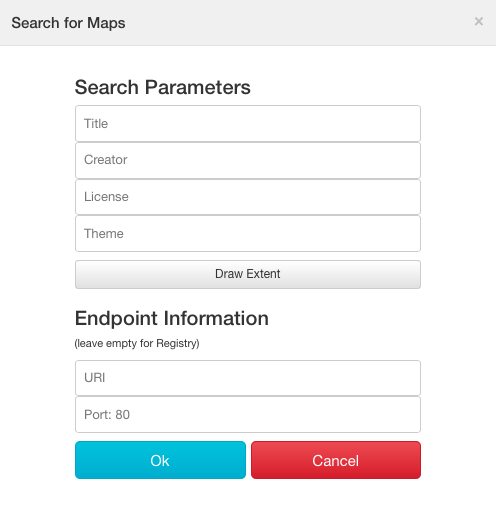 Search for Maps
×
Search Parameters
Title
Creator
License
Theme
Draw Extent
Endpoint Information
(leave empty for Registry)
URI
Port: 80
Ok
Cancel